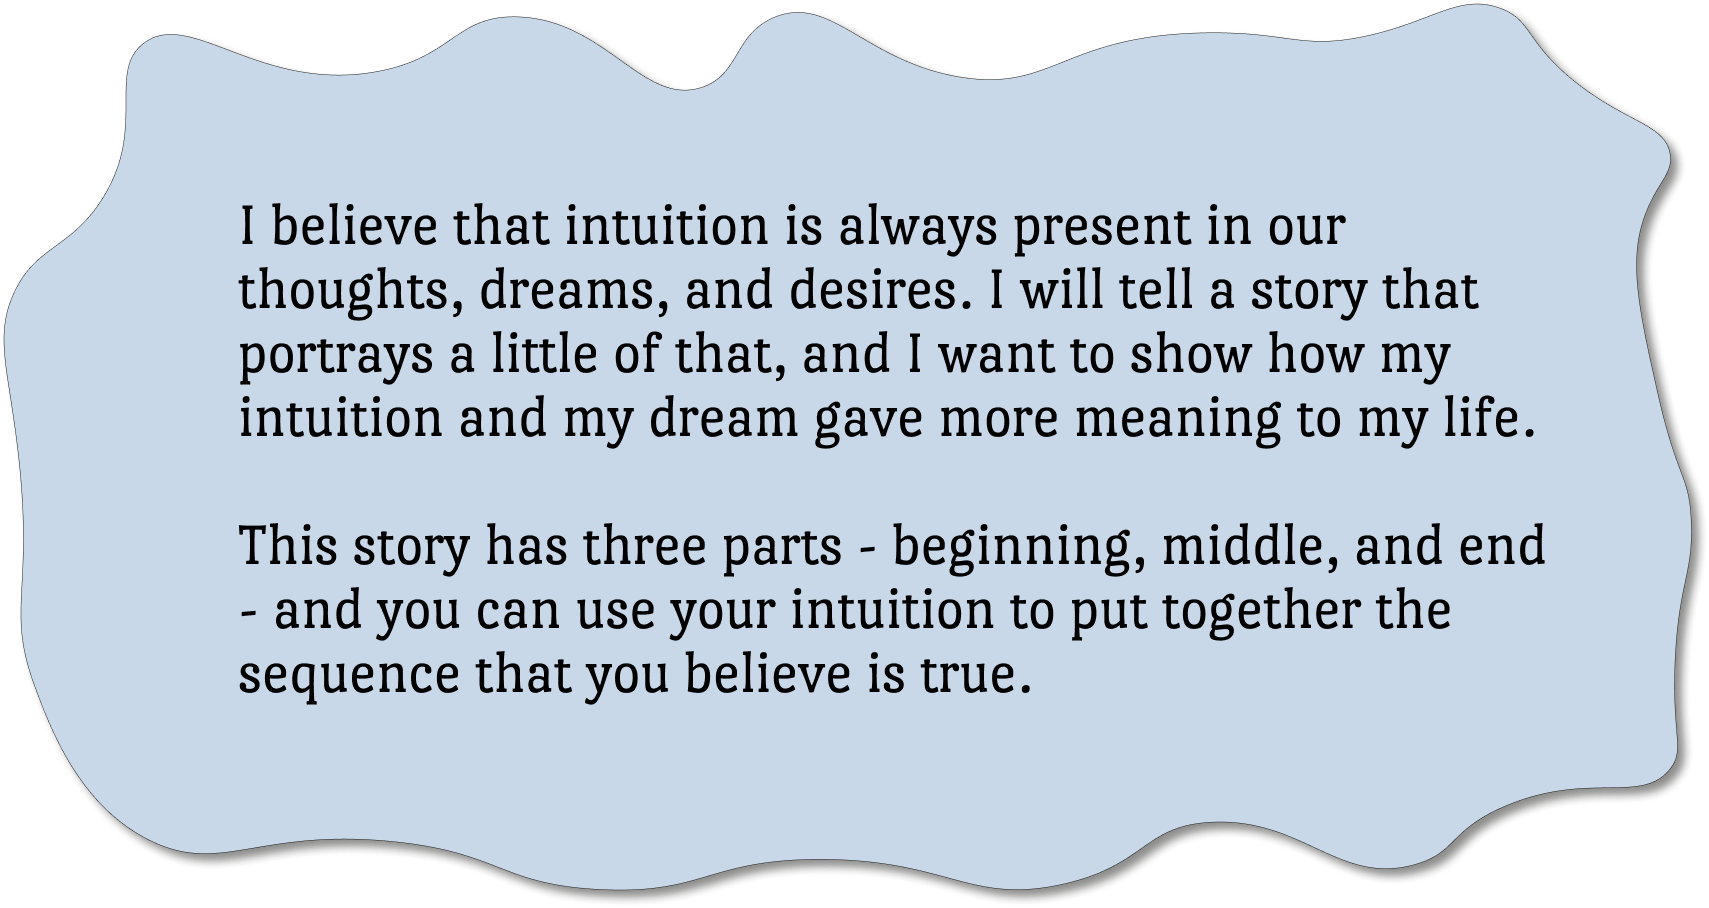 I believe that intuition is always present in our
thoughts, dreams, and desires. I will tell a story that
portrays a little of that, and I want to show how my
intuition and my dream gave more meaning to my life.
This story has three parts - beginning, middle, and end
- and you can use your intuition to put together the
sequence that you believe is true.